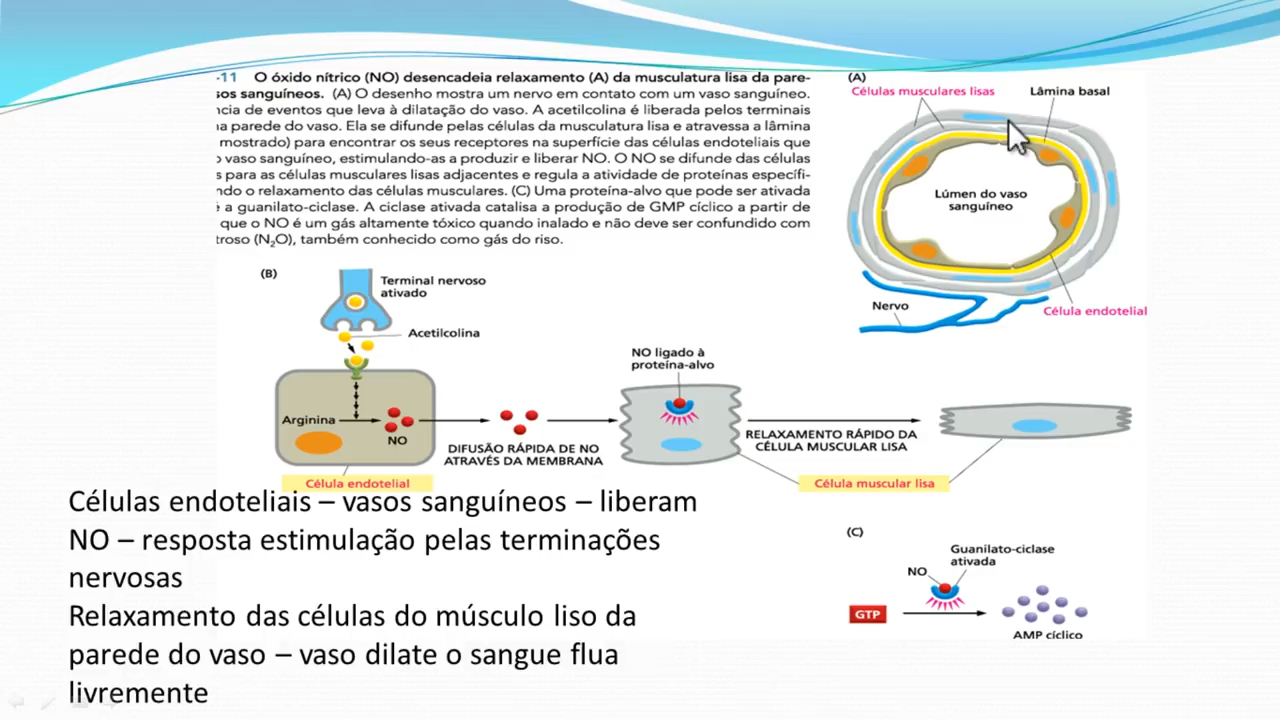 -11 O óxido nítrico (NO) desencadeia relaxamento (A) da musculatura lisa da pare-
sos sanguíneos. (A) O desenho mostra um nervo em contato com um vaso sanguíneo.
ncia de eventos que leva à dilatação do vaso. A acetilcolina é liberada pelos terminais
na parede do vaso. Ela se difunde pelas células da musculatura lisa e atravessa a lâmina
mostrado) para encontrar os seus receptores na superfície das células endoteliais que
o vaso sanguíneo, estimulando-as a produzir e liberar NO. O NO se difunde das células
s para as células musculares lisas adjacentes e regula a atividade de proteínas específi-
ndo o relaxamento das células musculares. (C) Uma proteína-alvo que pode ser ativada
é a guanilato-ciclase. A ciclase ativada catalisa a produção de GMP cíclico a partir de
que o NO é um gás altamente tóxico quando inalado e não deve ser confundido com
troso (N₂O), também conhecido como gás do riso.
(A)
Células musculares lisas
Lâmina basal
Lúmen do vaso
sanguíneo
Nervo
Célula endotelial
(B)
Terminal nervoso
ativado
Acetilcolina
Arginina
NO
Célula endotelial
DIFUSÃO RÁPIDA DE NO
ATRAVÉS DA MEMBRANA
NO ligado à
proteína-alvo
RELAXAMENTO RÁPIDO DA
CÉLULA MUSCULAR LISA
Célula muscular lisa
Células endoteliais – vasos sanguíneos – liberam
NO – resposta estimulação pelas terminações
nervosas
Relaxamento das células do músculo liso da
parede do vaso – vaso dilate o sangue flua
livremente
(C)
Guanilato-ciclase
ativada
NO
GTP
AMP cíclico